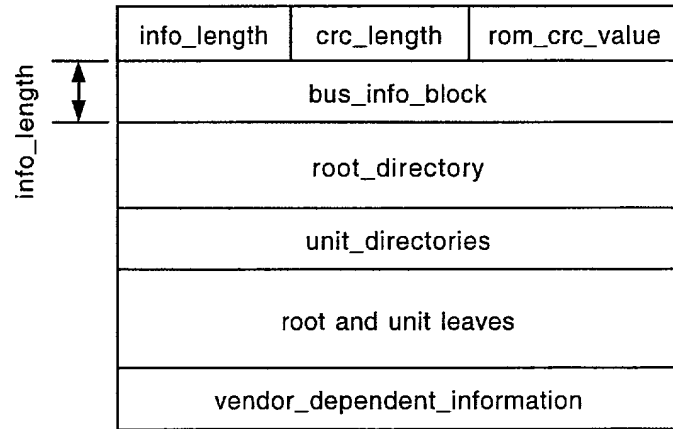 info_length crc_length rom_crc_value
info_length
bus_info_block
root_directory
unit_directories
root and unit leaves
vendor_dependent_information